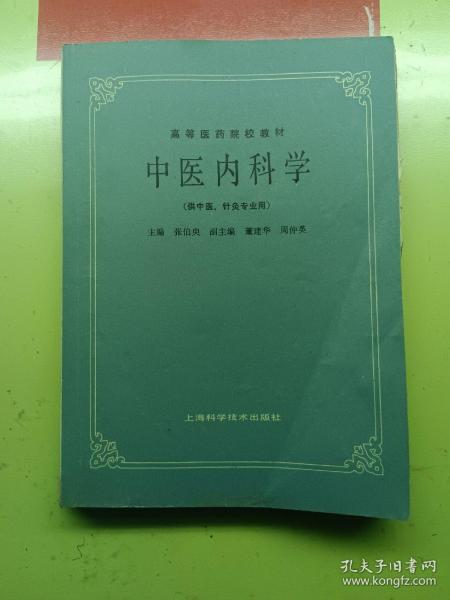 高等医药院校教材
中医内科学
(供中医、针灸专业用)
主编 张伯臾 副主编 董建华 周仲英
上海科学技术出版社
孔夫子旧书网
www.kongfz.com